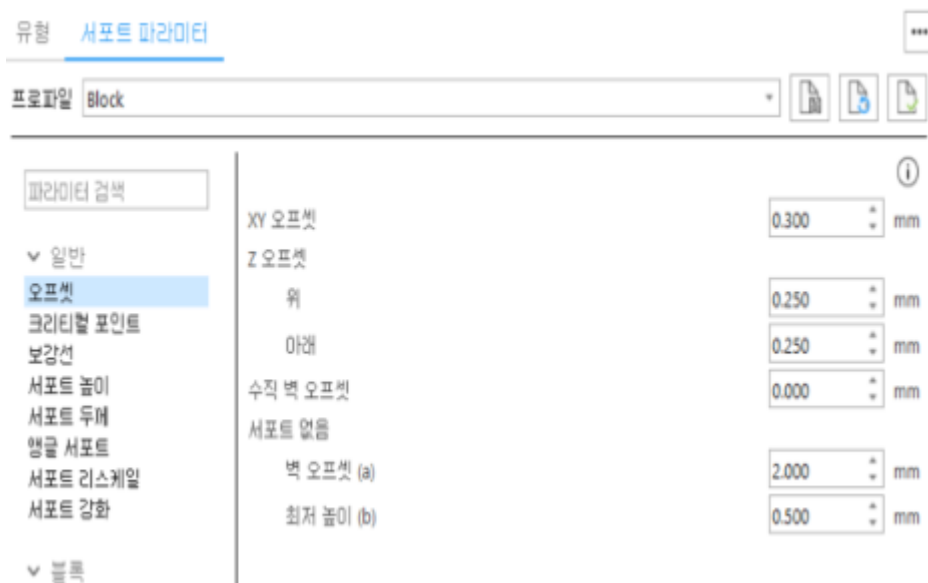 유형 서포트 파라미터
프로파일 Block
파라미터 검색
일반
오프셋
크리티컬 포인트
보강선
서포트 높이
서포트 두께
앵글 서포트
서포트 리스케일
서포트 강화
블록
XY 오프셋 0.300 mm
Z 오프셋
위 0.250 mm
아래 0.250 mm
수직 벽 오프셋 0.000 mm
서포트 없음
벽 오프셋 (a) 2.000 mm
최저 높이 (b) 0.500 mm